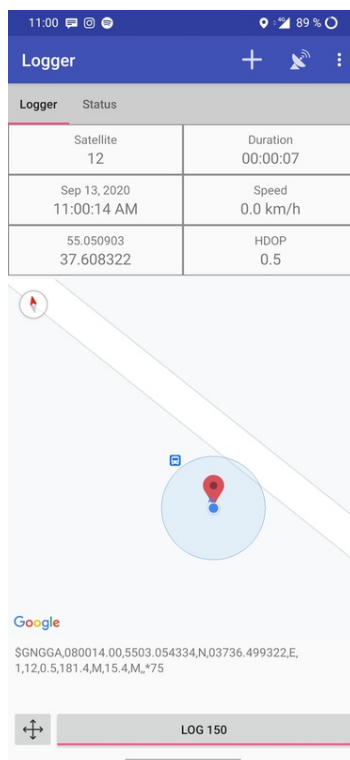 11:00 4G 89 %
Logger
Logger Status
Satellite Duration
12 00:00:07
Sep 13, 2020 Speed
11:00:14 AM 0.0 km/h
55.050903 HDOP
37.608322 0.5
Google
$GNGGA,080014.00,5503.054334,N,03736.499322,E,
1,12,0.5,181.4,M,15.4,M,,*75
LOG 150